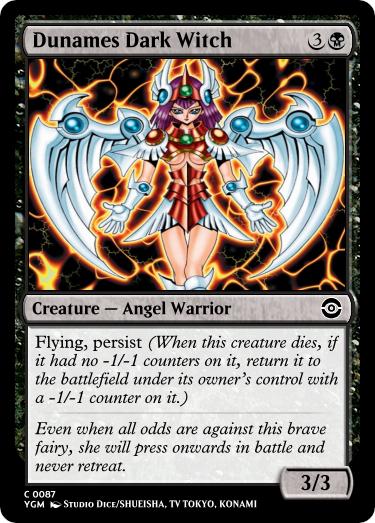 Dunames Dark Witch 3
Creature — Angel Warrior
Flying, persist (When this creature dies, if
it had no -1/-1 counters on it, return it to
the battlefield under its owner's control with
a -1/-1 counter on it.)
Even when all odds are against this brave
fairy, she will press onwards in battle and
never retreat.
3/3
C 0087
YGM Studio Dice/SHUEISHA, TV TOKYO, KONAMI